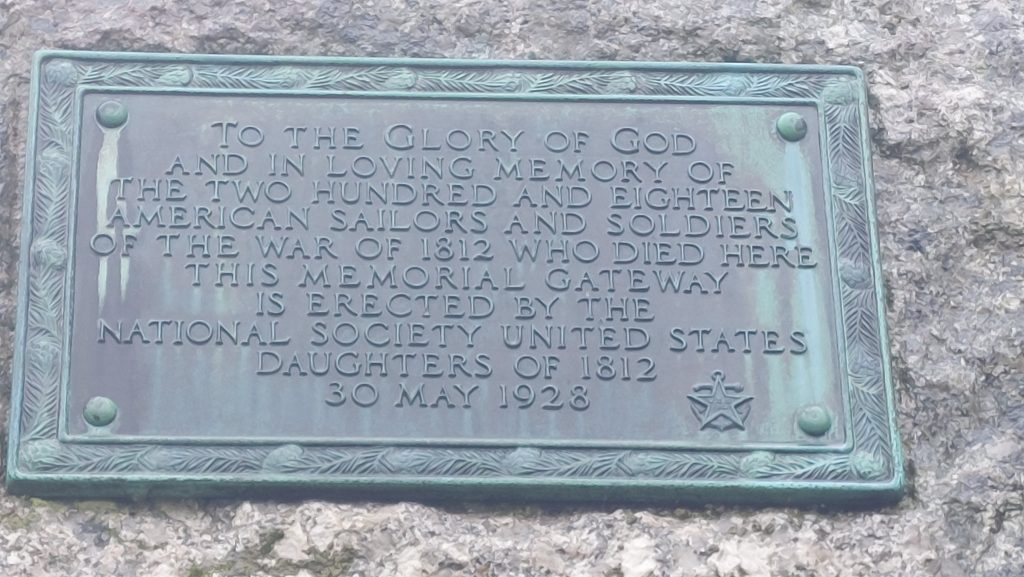 TO THE GLORY OF GOD
AND IN LOVING MEMORY OF
THE TWO HUNDRED AND EIGHTEEN
AMERICAN SAILORS AND SOLDIERS
OF THE WAR OF 1812 WHO DIED HERE
THIS MEMORIAL GATEWAY
IS ERECTED BY THE
NATIONAL SOCIETY UNITED STATES
DAUGHTERS OF 1812
30 MAY 1928